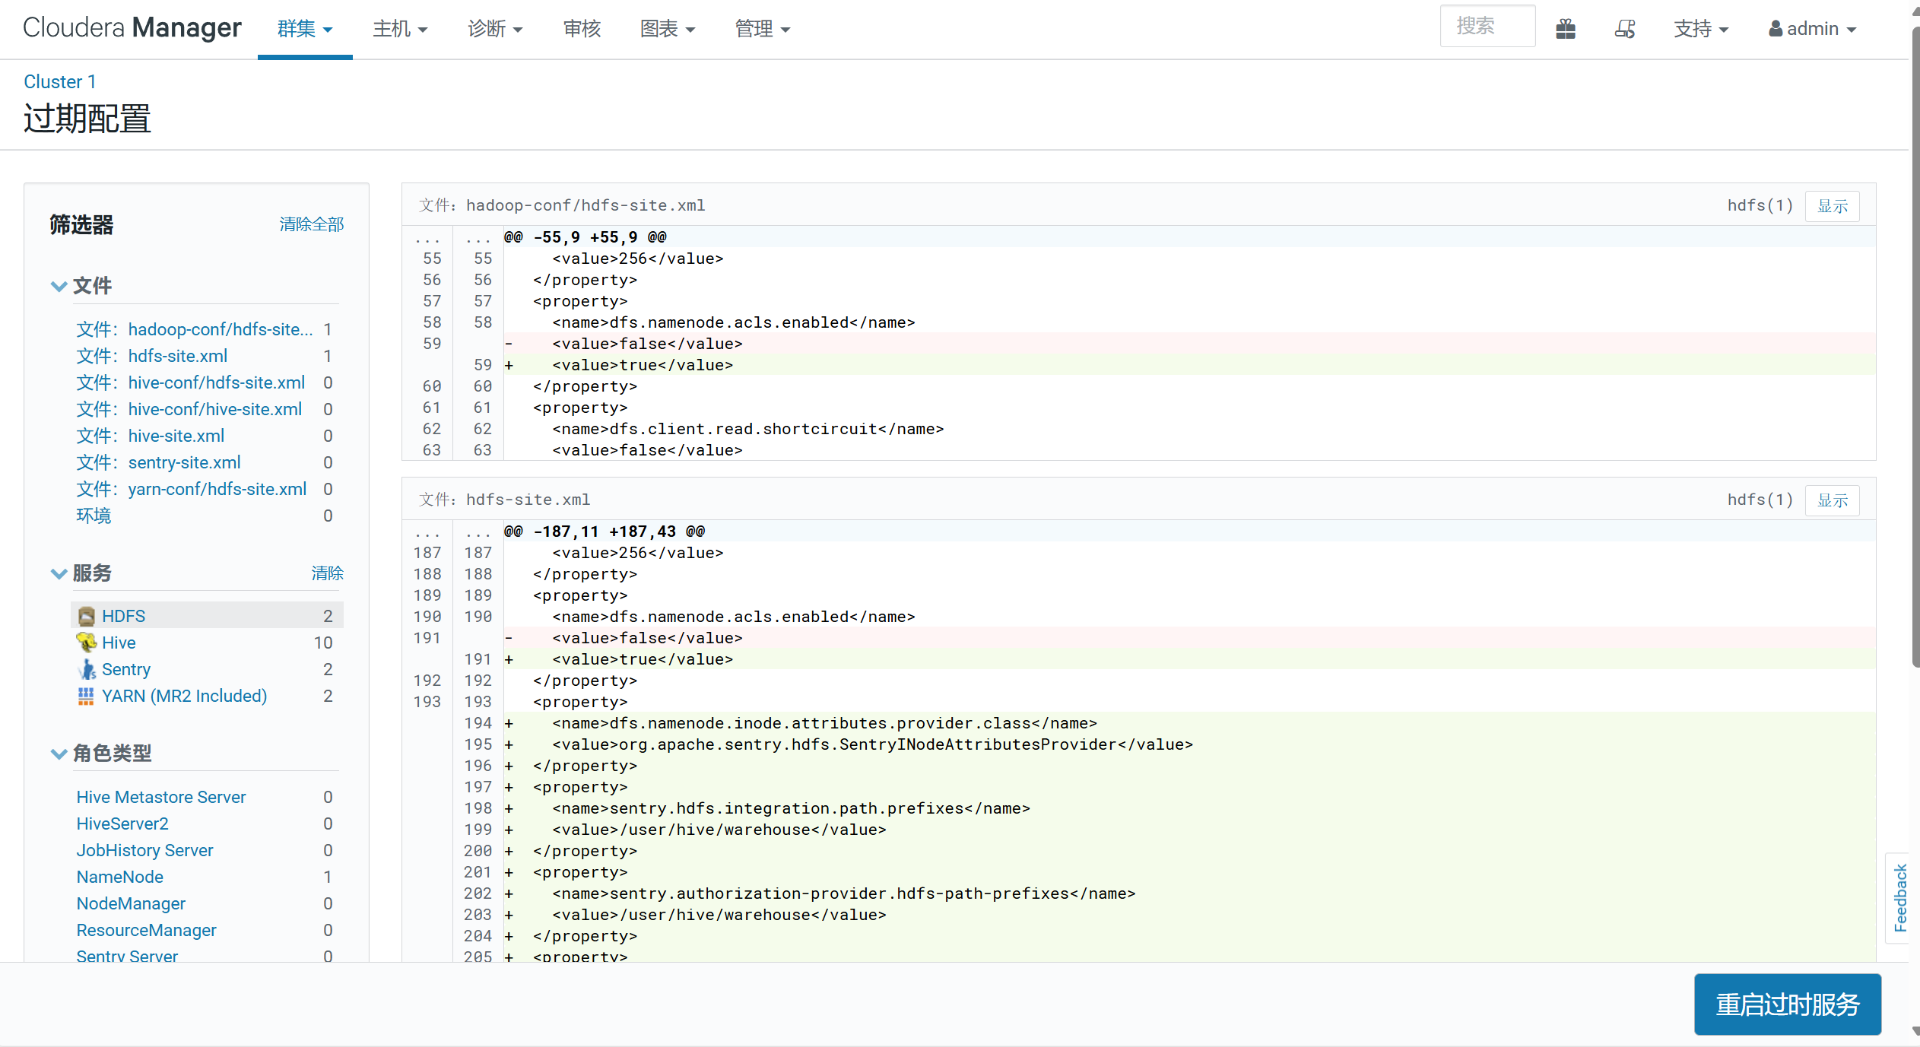 Cloudera Manager 群集 主机 诊断 审核 图表 管理 搜索 支持 admin
Cluster 1
过期配置
筛选器 清除全部
文件
文件: hadoop-conf/hdfs-site... 1
文件: hdfs-site.xml 1
文件: hive-conf/hdfs-site.xml 0
文件: hive-conf/hive-site.xml 0
文件: hive-site.xml 0
文件: sentry-site.xml 0
文件: yarn-conf/hdfs-site.xml 0
环境 0
服务 清除
HDFS 2
Hive 10
Sentry 2
YARN (MR2 Included) 2
角色类型
Hive Metastore Server 0
HiveServer2 0
JobHistory Server 0
NameNode 1
NodeManager 0
ResourceManager 0
Sentry Server 0
文件: hadoop-conf/hdfs-site.xml hdfs(1) 显示
... ... @@ -55,9 +55,9 @@
55 55 <value>256</value>
56 56 </property>
57 57 <property>
58 58 <name>dfs.namenode.acls.enabled</name>
59 - <value>false</value>
59 + <value>true</value>
60 60 </property>
61 61 <property>
62 62 <name>dfs.client.read.shortcircuit</name>
63 63 <value>false</value>
文件: hdfs-site.xml hdfs(1) 显示
... ... @@ -187,11 +187,43 @@
187 187 <value>256</value>
188 188 </property>
189 189 <property>
190 190 <name>dfs.namenode.acls.enabled</name>
191 - <value>false</value>
191 + <value>true</value>
192 192 </property>
193 193 <property>
194 + <name>dfs.namenode.inode.attributes.provider.class</name>
195 + <value>org.apache.sentry.hdfs.SentryINodeAttributesProvider</value>
196 + </property>
197 + <property>
198 + <name>sentry.hdfs.integration.path.prefixes</name>
199 + <value>/user/hive/warehouse</value>
200 + </property>
201 + <property>
202 + <name>sentry.authorization-provider.hdfs-path-prefixes</name>
203 + <value>/user/hive/warehouse</value>
204 + </property>
205 + <property>
Feedback
重启过时服务